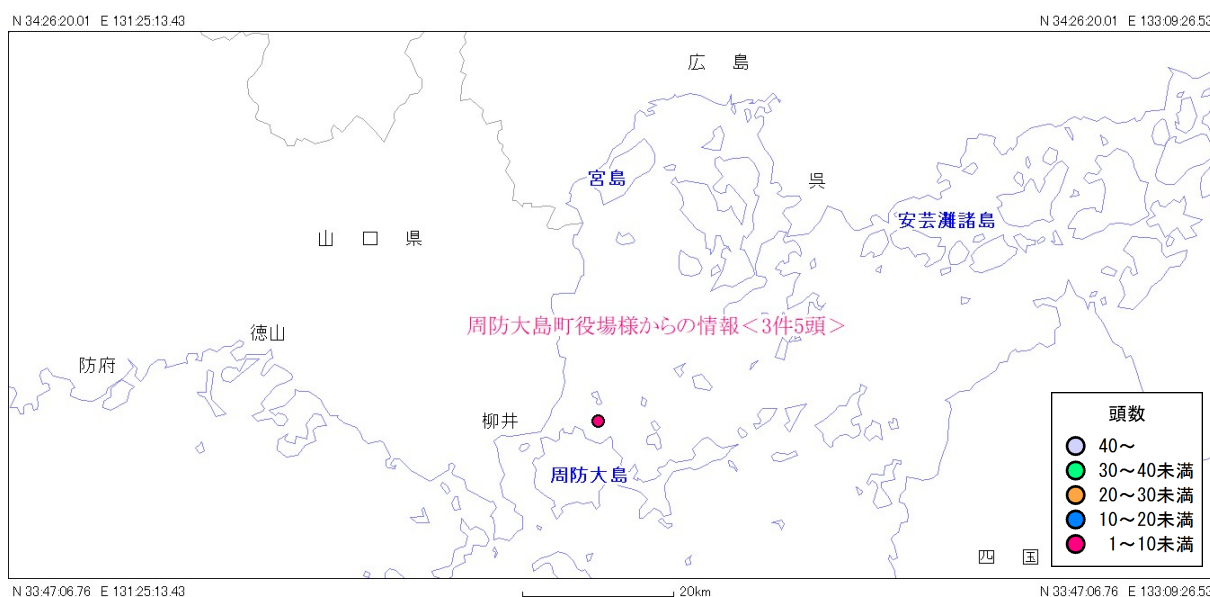 N 34:26:20.01 E 131:25:13.43
N 34:26:20.01 E 133:09:26.53
広島
宮島
呉
安芸灘諸島
山口県
周防大島町役場様からの情報＜3件5頭＞
徳山
防府
柳井
周防大島
頭数
40～
30～40未満
20～30未満
10～20未満
1～10未満
四国
N 33:47:06.76 E 131:25:13.43
20km
N 33:47:06.76 E 133:09:26.53